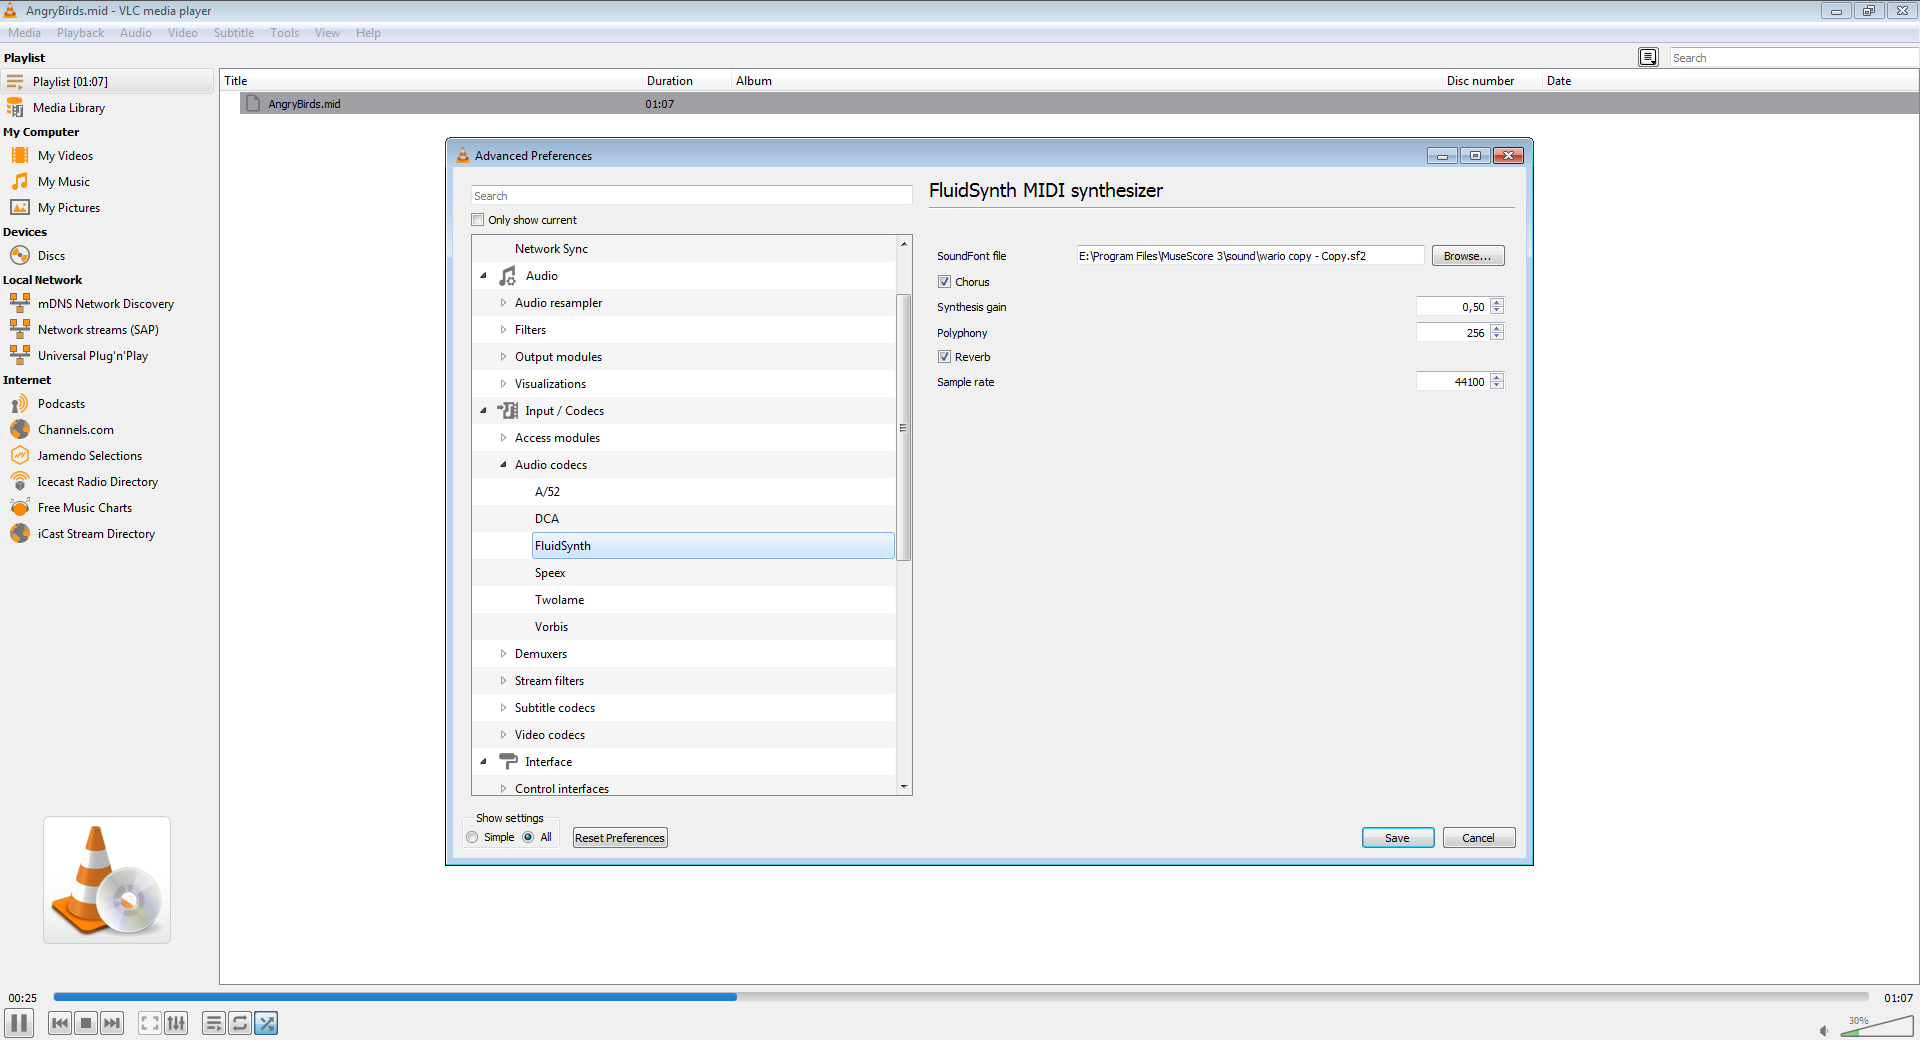 AngryBirds.mid - VLC media player
Media Playback Audio Video Subtitle Tools View Help
Playlist
Search
Playlist [01:07]
Media Library
My Computer
My Videos
My Music
My Pictures
Devices
Discs
Local Network
mDNS Network Discovery
Network streams (SAP)
Universal Plug'n'Play
Internet
Podcasts
Channels.com
Jamendo Selections
Icecast Radio Directory
Free Music Charts
iCast Stream Directory
Title Duration Album Disc number Date
AngryBirds.mid 01:07
Advanced Preferences
Search
Only show current
Network Sync
Audio
Audio resampler
Filters
Output modules
Visualizations
Input / Codecs
Access modules
Audio codecs
A/52
DCA
FluidSynth
Speex
Twolame
Vorbis
Demuxers
Stream filters
Subtitle codecs
Video codecs
Interface
Control interfaces
Show settings
Simple All Reset Preferences
FluidSynth MIDI synthesizer
SoundFont file E:\Program Files\MuseScore 3\sound\wario copy - Copy.sf2 Browse...
Chorus
Synthesis gain 0,50
Polyphony 256
Reverb
Sample rate 44100
Save Cancel
00:25 01:07
30%